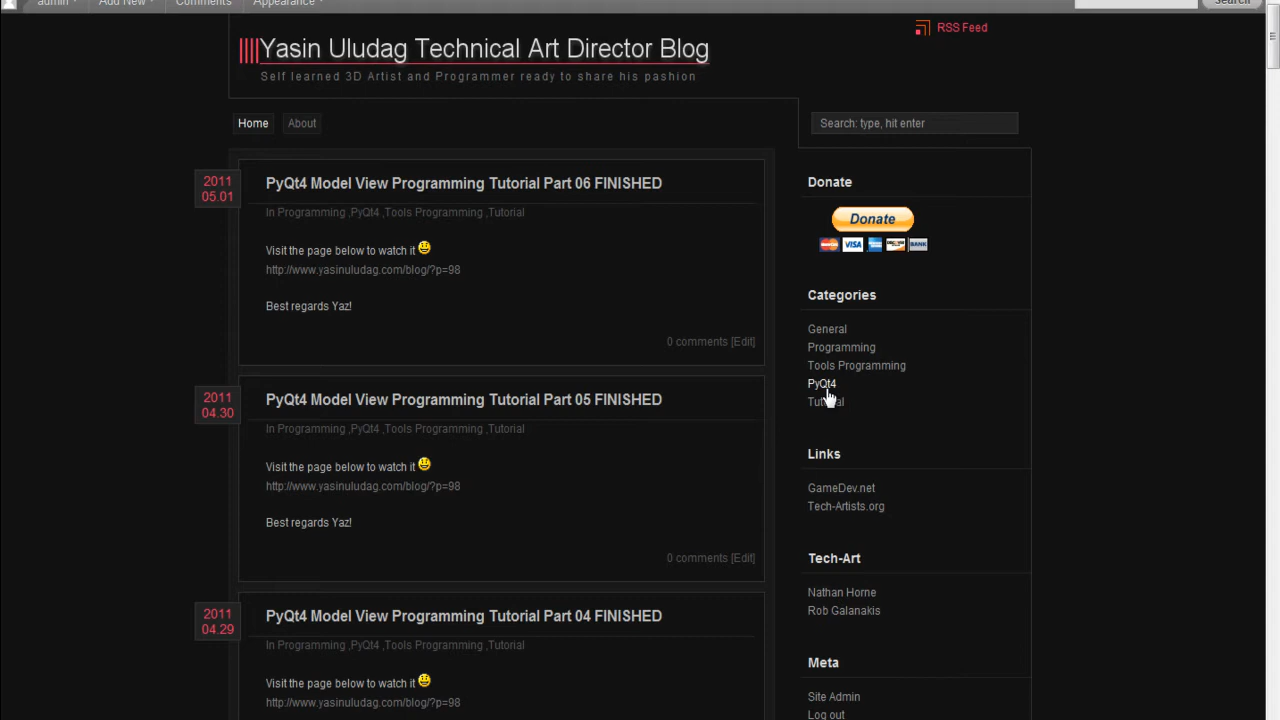 admin
Add New
Comments
Appearance
Search
RSS Feed
Yasin Uludag Technical Art Director Blog
Self learned 3D Artist and Programmer ready to share his pashion
Home
About
Search: type, hit enter
2011
05.01
PyQt4 Model View Programming Tutorial Part 06 FINISHED
In Programming ,PyQt4 ,Tools Programming ,Tutorial
Visit the page below to watch it
http://www.yasinuludag.com/blog/?p=98
Best regards Yaz!
0 comments [Edit]
2011
04.30
PyQt4 Model View Programming Tutorial Part 05 FINISHED
In Programming ,PyQt4 ,Tools Programming ,Tutorial
Visit the page below to watch it
http://www.yasinuludag.com/blog/?p=98
Best regards Yaz!
0 comments [Edit]
2011
04.29
PyQt4 Model View Programming Tutorial Part 04 FINISHED
In Programming ,PyQt4 ,Tools Programming ,Tutorial
Visit the page below to watch it
http://www.yasinuludag.com/blog/?p=98
Donate
Donate
VISA
BANK
Categories
General
Programming
Tools Programming
PyQt4
Tutorial
Links
GameDev.net
Tech-Artists.org
Tech-Art
Nathan Horne
Rob Galanakis
Meta
Site Admin
Log out